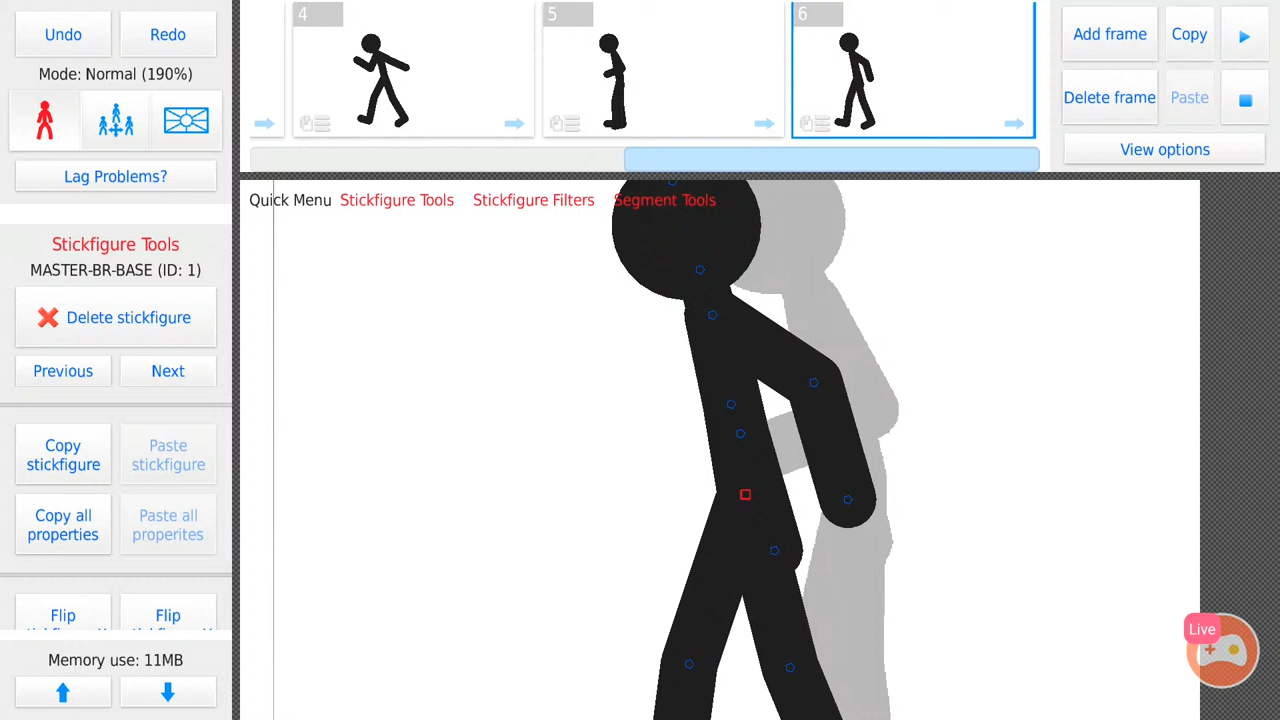 Undo
Redo
Mode: Normal (190%)
Lag Problems?
Stickfigure Tools
MASTER-BR-BASE (ID: 1)
Delete stickfigure
Previous
Next
Copy
stickfigure
Paste
stickfigure
Copy all
properties
Paste all
properites
Flip
Flip
Memory use: 11MB
4
5
6
Add frame
Copy
Delete frame
Paste
View options
Quick Menu
Stickfigure Tools
Stickfigure Filters
Segment Tools
Live